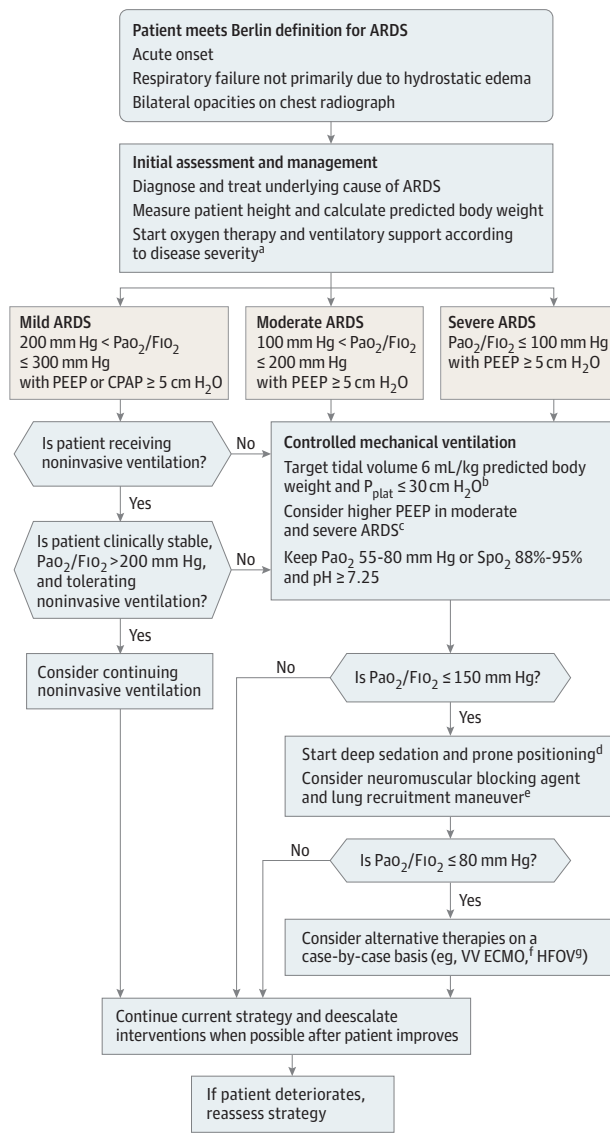 Patient meets Berlin definition for ARDS
Acute onset
Respiratory failure not primarily due to hydrostatic edema
Bilateral opacities on chest radiograph
Initial assessment and management
Diagnose and treat underlying cause of ARDS
Measure patient height and calculate predicted body weight
Start oxygen therapy and ventilatory support according
to disease severityᵃ
Mild ARDS
200 mm Hg < PaO₂/FIO₂
≤ 300 mm Hg
with PEEP or CPAP ≥ 5 cm H₂O
Moderate ARDS
100 mm Hg < PaO₂/FIO₂
≤ 200 mm Hg
with PEEP ≥ 5 cm H₂O
Severe ARDS
PaO₂/FIO₂ ≤ 100 mm Hg
with PEEP ≥ 5 cm H₂O
Is patient receiving
noninvasive ventilation?
No
Yes
Is patient clinically stable,
PaO₂/FIO₂ > 200 mm Hg,
and tolerating
noninvasive ventilation?
No
Yes
Consider continuing
noninvasive ventilation
Controlled mechanical ventilation
Target tidal volume 6 mL/kg predicted body
weight and Pplat ≤ 30 cm H₂Oᵇ
Consider higher PEEP in moderate
and severe ARDSᶜ
Keep PaO₂ 55-80 mm Hg or SpO₂ 88%-95%
and pH ≥ 7.25
Is PaO₂/FIO₂ ≤ 150 mm Hg?
No
Yes
Start deep sedation and prone positioningᵈ
Consider neuromuscular blocking agent
and lung recruitment maneuverᵉ
Is PaO₂/FIO₂ ≤ 80 mm Hg?
No
Yes
Consider alternative therapies on a
case-by-case basis (eg, VV ECMO,ᶠ HFOVᵍ)
Continue current strategy and deescalate
interventions when possible after patient improves
If patient deteriorates,
reassess strategy